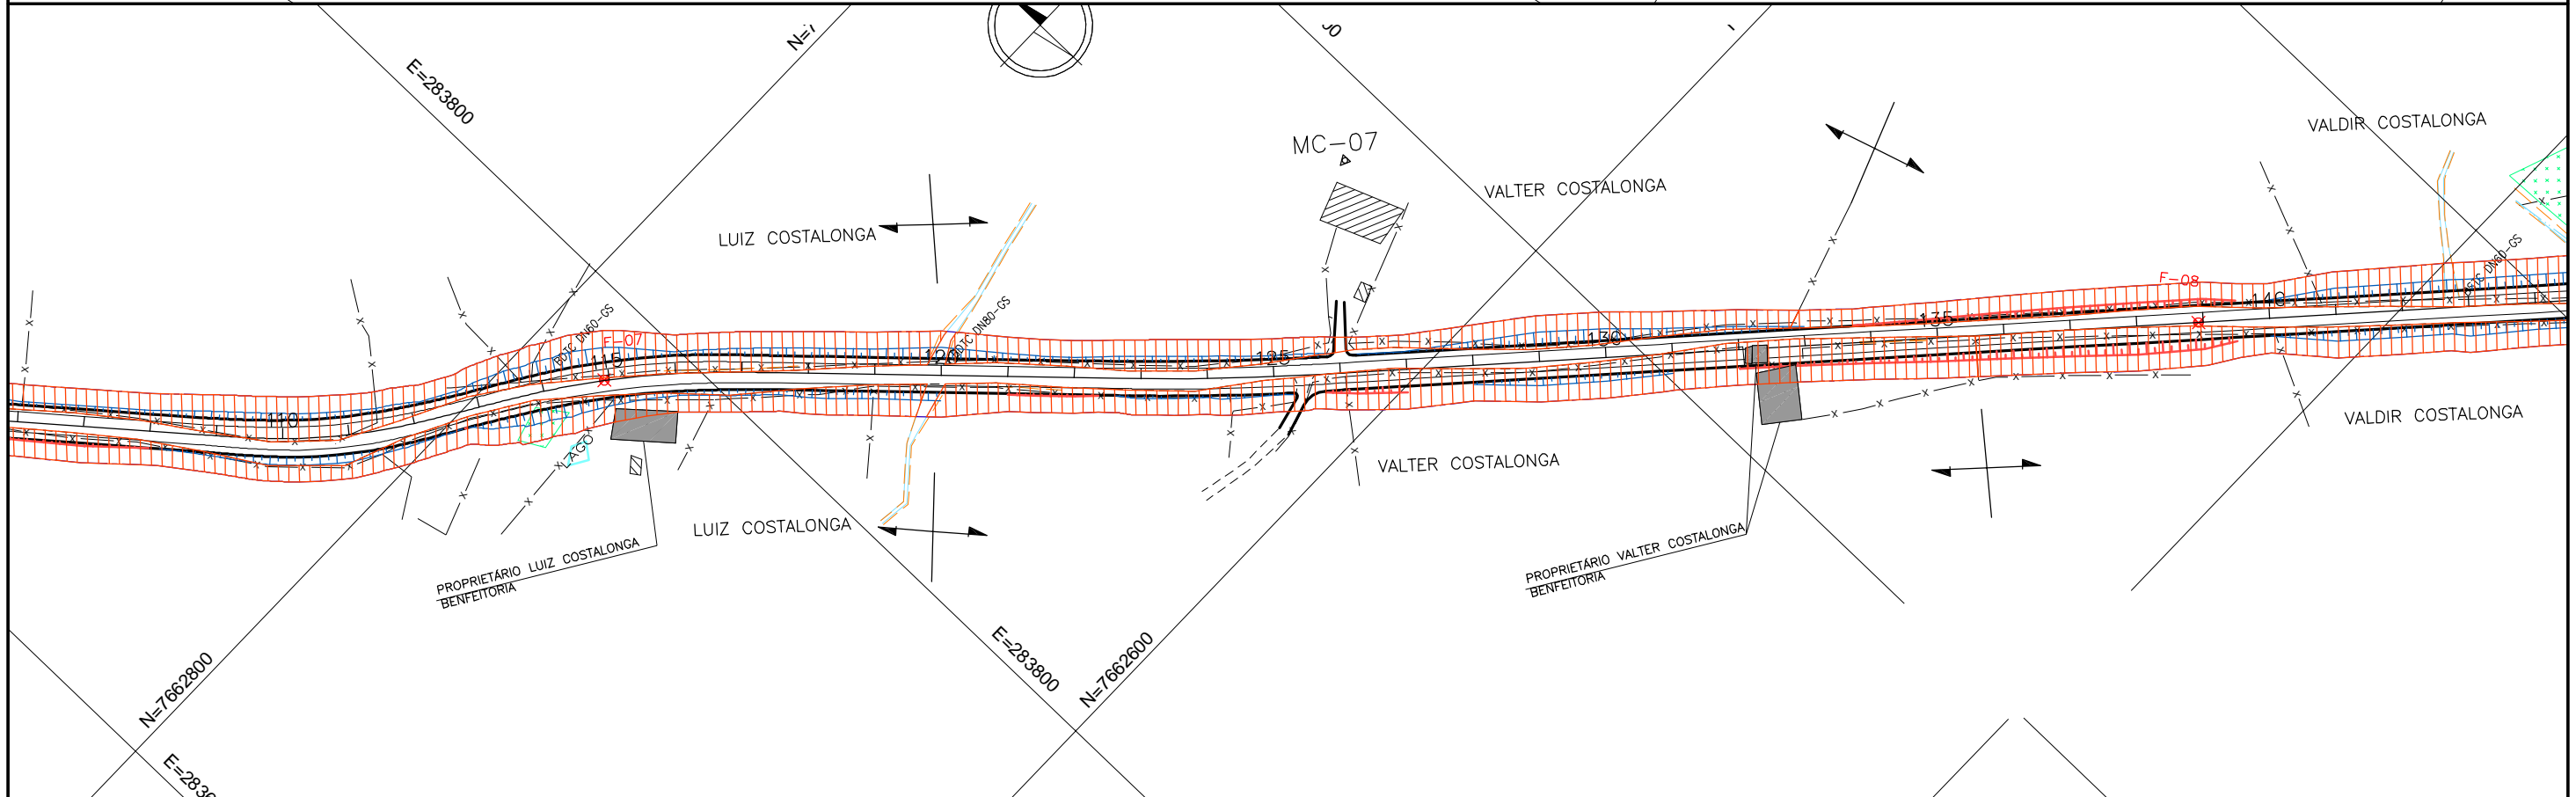 E=283800
MC-07
VALDIR COSTALONGA
VALTER COSTALONGA
LUIZ COSTALONGA
BDTC DN60-GS
F-07
BDTC DN80-GS
F-08
110
115
120
125
130
135
140
LAGO
VALTER COSTALONGA
VALDIR COSTALONGA
LUIZ COSTALONGA
PROPRIETÁRIO LUIZ COSTALONGA
BENFEITORIA
PROPRIETÁRIO VALTER COSTALONGA
BENFEITORIA
N=7662800
E=283800
N=7662600